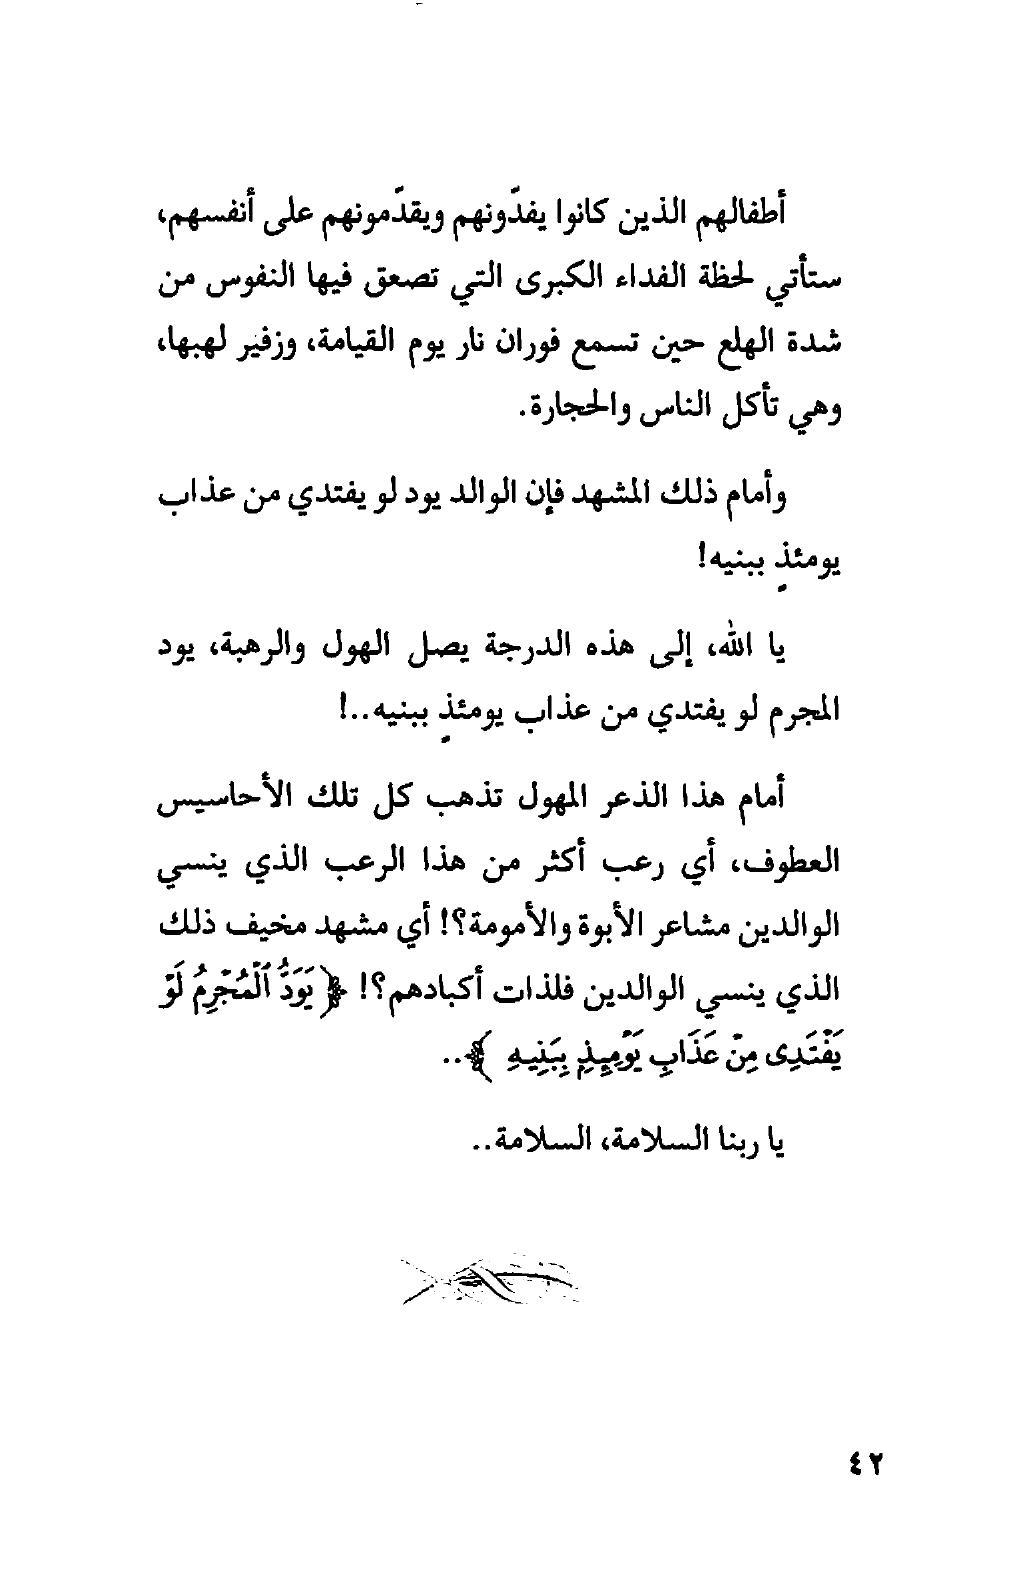 أطفالهم الذين كانوا يفدّونهم ويقدّمونهم على أنفسهم،
ستأتي لحظة الفداء الكبرى التي تصعق فيها النفوس من
شدة الهلع حين تسمع فوران نار يوم القيامة، وزفير لهبها،
وهي تأكل الناس والحجارة.
وأمام ذلك المشهد فإن الوالد يود لو يفتدي من عذاب
يومئذٍ ببنيه!
يا الله، إلى هذه الدرجة يصل الهول والرهبة، يود
المجرم لو يفتدي من عذاب يومئذٍ ببنيه..!
أمام هذا الذعر المهول تذهب كل تلك الأحاسيس
العطوف، أي رعب أكثر من هذا الرعب الذي ينسي
الوالدين مشاعر الأبوة والأمومة؟! أي مشهد مخيف ذلك
الذي ينسي الوالدين فلذات أكبادهم؟! ﴿يَوَدُّ ٱلْمُجْرِمُ لَوْ
يَفْتَدِى مِنْ عَذَابِ يَوْمِئِذٍۭ بِبَنِيهِ ﴾..
يا ربنا السلامة، السلامة..
٤٢